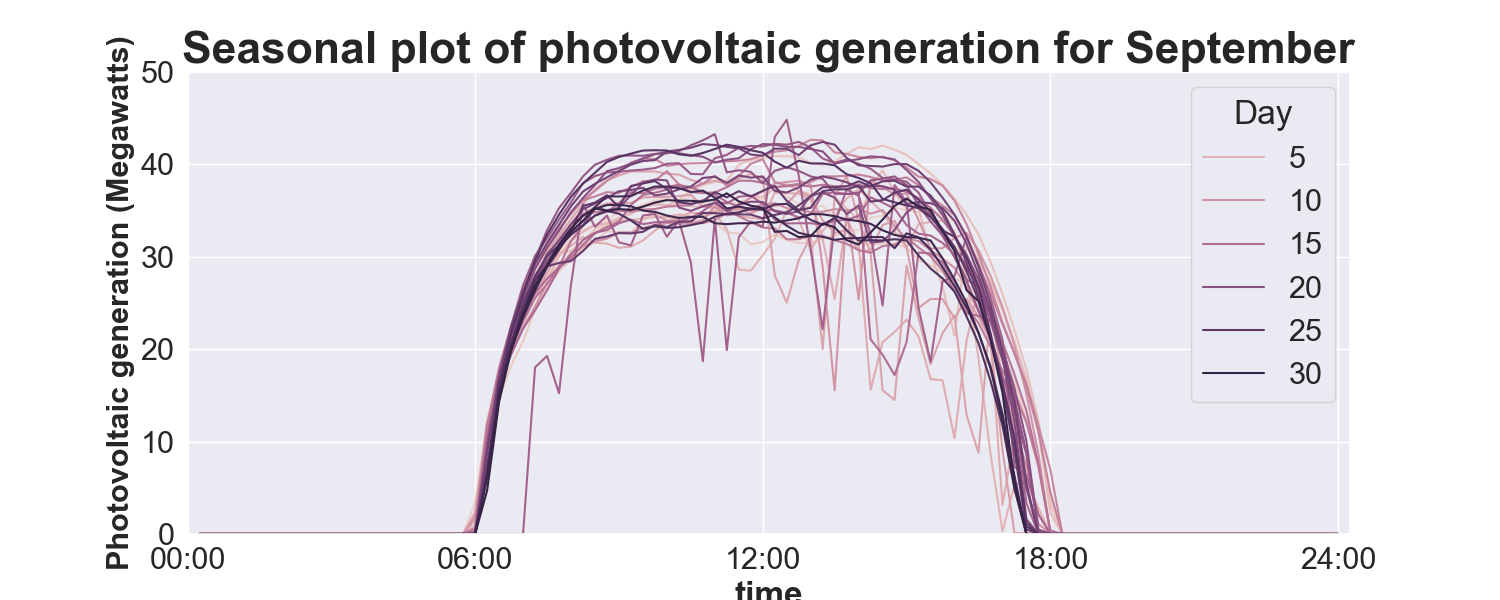 Seasonal plot of photovoltaic generation for September
Photovoltaic generation (Megawatts)
50
40
30
20
10
0
00:00 06:00 12:00 18:00 24:00
time
Day
5
10
15
20
25
30